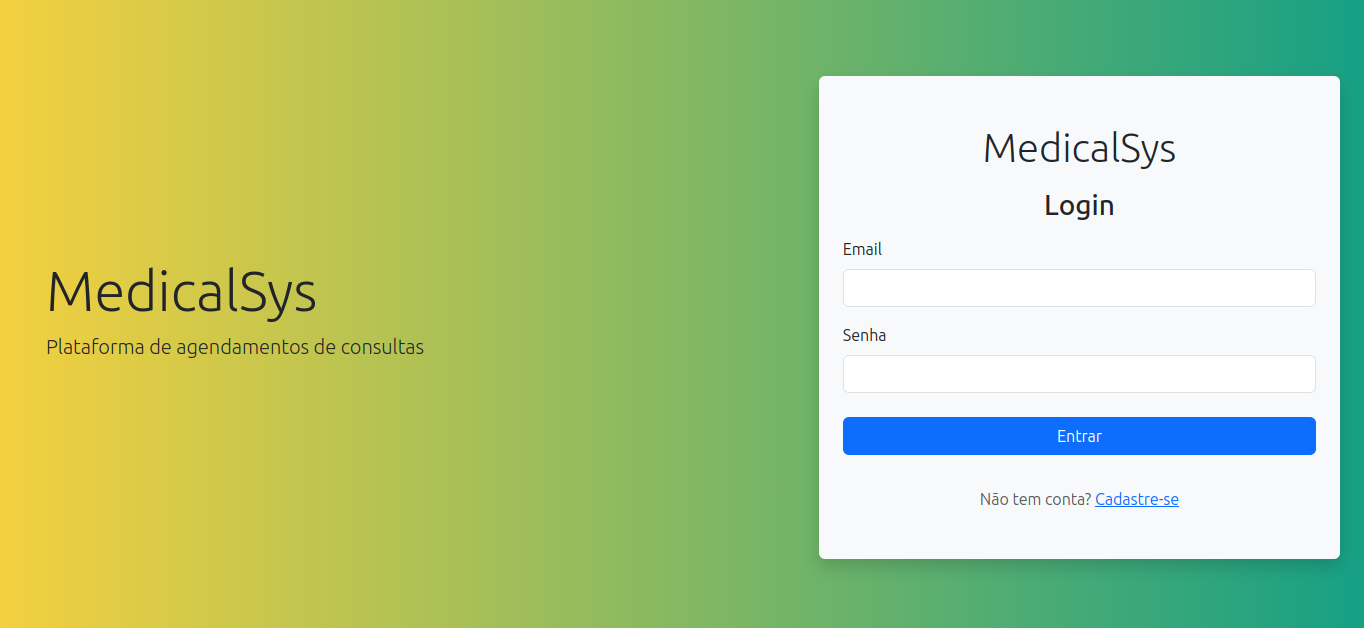 MedicalSys
Plataforma de agendamentos de consultas
MedicalSys
Login
Email
Senha
Entrar
Não tem conta? Cadastre-se